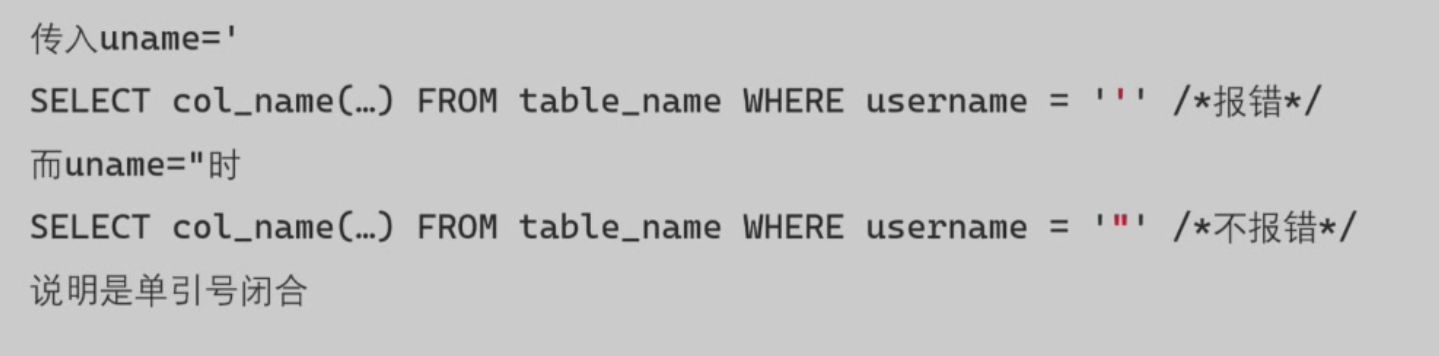 传入uname='
SELECT col_name(…) FROM table_name WHERE username = ''' /*报错*/
而uname="时
SELECT col_name(…) FROM table_name WHERE username = '"' /*不报错*/
说明是单引号闭合